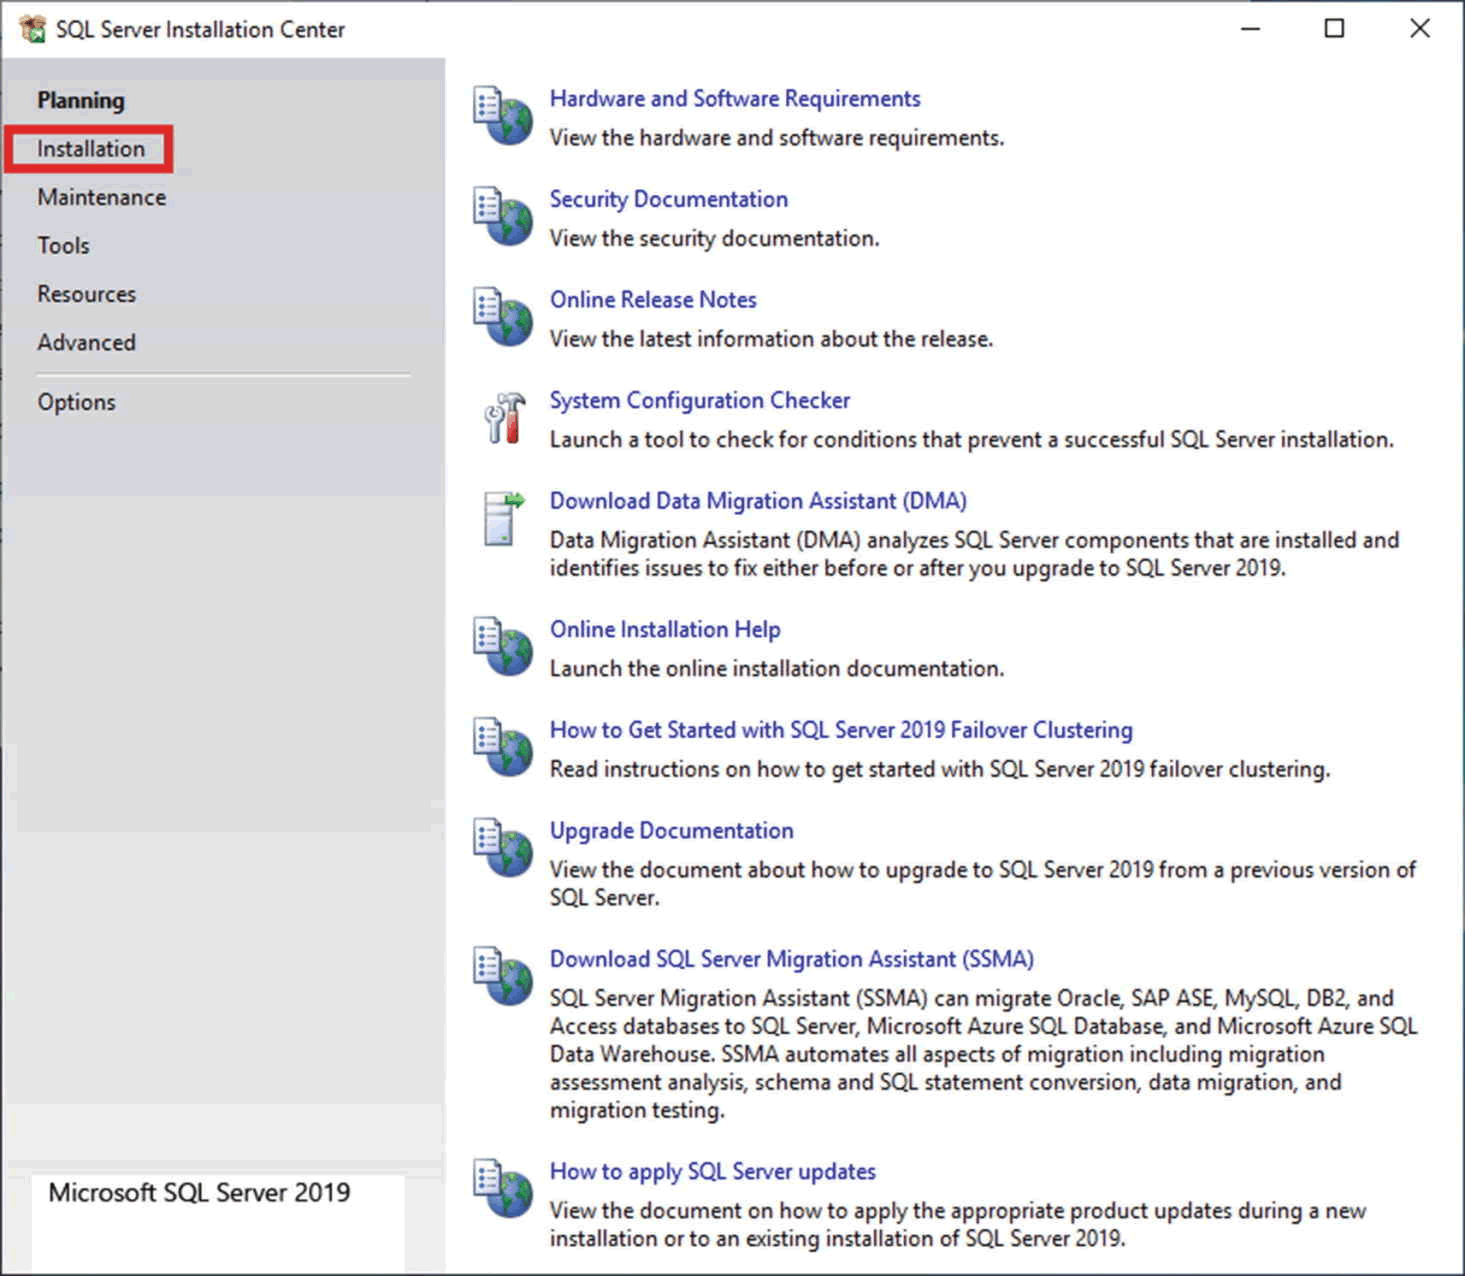 SQL Server Installation Center
Planning
Installation
Maintenance
Tools
Resources
Advanced
Options
Microsoft SQL Server 2019
Hardware and Software Requirements
View the hardware and software requirements.
Security Documentation
View the security documentation.
Online Release Notes
View the latest information about the release.
System Configuration Checker
Launch a tool to check for conditions that prevent a successful SQL Server installation.
Download Data Migration Assistant (DMA)
Data Migration Assistant (DMA) analyzes SQL Server components that are installed and
identifies issues to fix either before or after you upgrade to SQL Server 2019.
Online Installation Help
Launch the online installation documentation.
How to Get Started with SQL Server 2019 Failover Clustering
Read instructions on how to get started with SQL Server 2019 failover clustering.
Upgrade Documentation
View the document about how to upgrade to SQL Server 2019 from a previous version of
SQL Server.
Download SQL Server Migration Assistant (SSMA)
SQL Server Migration Assistant (SSMA) can migrate Oracle, SAP ASE, MySQL, DB2, and
Access databases to SQL Server, Microsoft Azure SQL Database, and Microsoft Azure SQL
Data Warehouse. SSMA automates all aspects of migration including migration
assessment analysis, schema and SQL statement conversion, data migration, and
migration testing.
How to apply SQL Server updates
View the document on how to apply the appropriate product updates during a new
installation or to an existing installation of SQL Server 2019.